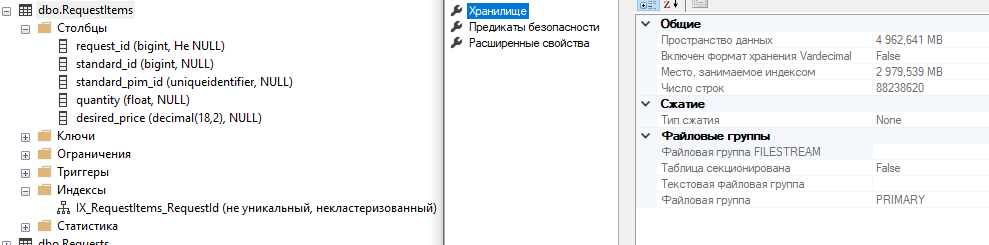 dbo.RequestItems
Столбцы
request_id (bigint, Не NULL)
standard_id (bigint, NULL)
standard_pim_id (uniqueidentifier, NULL)
quantity (float, NULL)
desired_price (decimal(18,2), NULL)
Ключи
Ограничения
Триггеры
Индексы
IX_RequestItems_RequestId (не уникальный, некластеризованный)
Статистика
dbo.Requests
Хранилище
Предикаты безопасности
Расширенные свойства
Общие
Пространство данных 4 962,641 MB
Включен формат хранения Vardecimal False
Место, занимаемое индексом 2 979,539 MB
Число строк 88238620
Сжатие
Тип сжатия None
Файловые группы
Файловая группа FILESTREAM
Таблица секционирована False
Текстовая файловая группа
Файловая группа PRIMARY